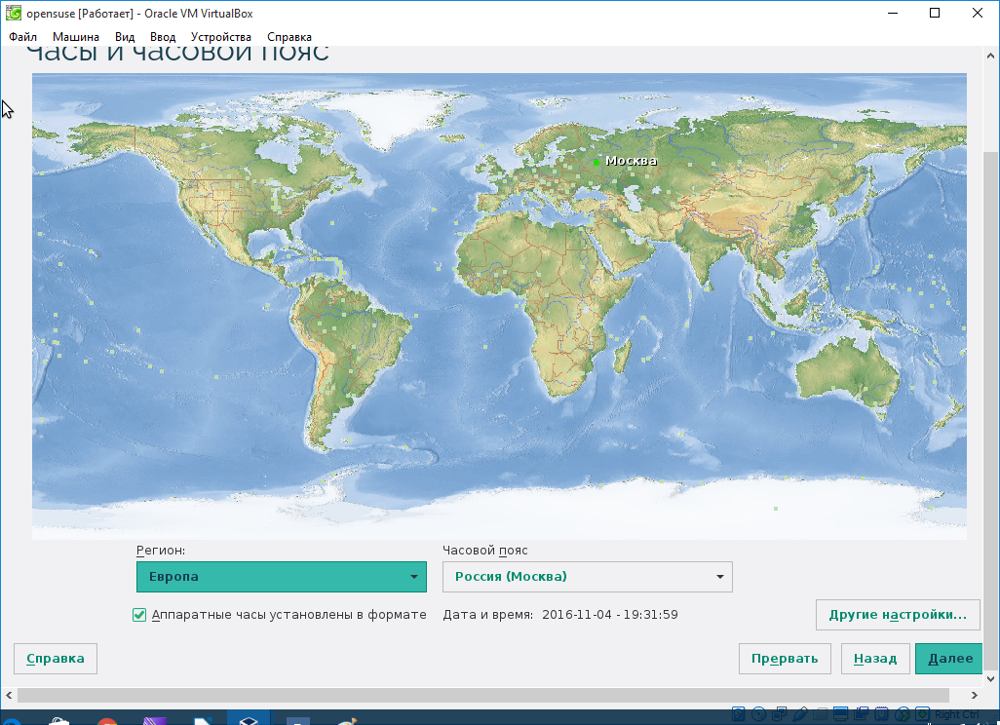 opensuse [Работает] - Oracle VM VirtualBox
Файл Машина Вид Ввод Устройства Справка
Часы и часовой пояс
Москва
Регион: Часовой пояс
Европа Россия (Москва)
Аппаратные часы установлены в формате Дата и время: 2016-11-04 - 19:31:59
Другие настройки...
Справка Прервать Назад Далее
Right Ctrl